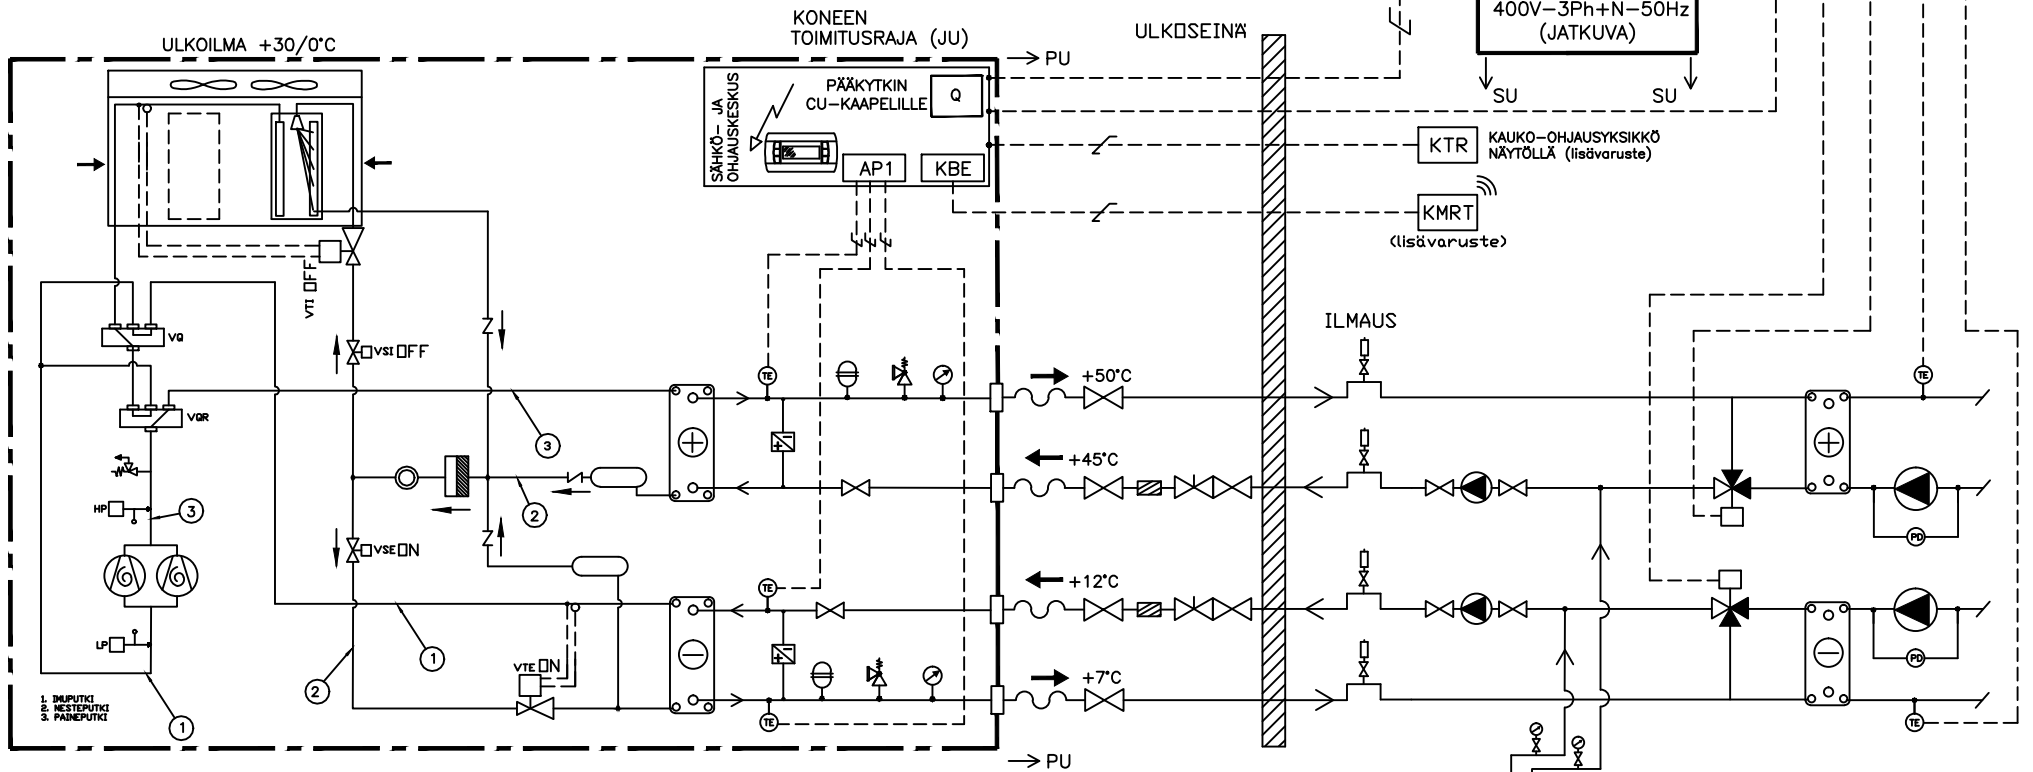 KONEEN
TOIMITUSRAJA (JU)
ULKOILMA +30/0°C
PU
ULKOSEINÄ
400V-3Ph+N-50Hz
(JATKUVA)
SU
SU
SÄHKÖ- JA
OHJAUSKESKUS
PÄÄKYTKIN
CU-KAAPELILLE
Q
AP1
KBE
KTR
KAUKO-OHJAUSYKSIKKÖ
NÄYTÖLLÄ (lisävaruste)
KMRT
(lisävaruste)
VTI OFF
VQ
VSI OFF
ILMAUS
TE
+50°C
TE
VQR
3
+
+45°C
+
2
HP
3
PD
VSE ON
TE
+12°C
LP
1
VTE ON
PD
2
+7°C
TE
TE
1. IMUPUTKI
2. NESTEPUTKI
3. PAINEPUTKI
1
PU